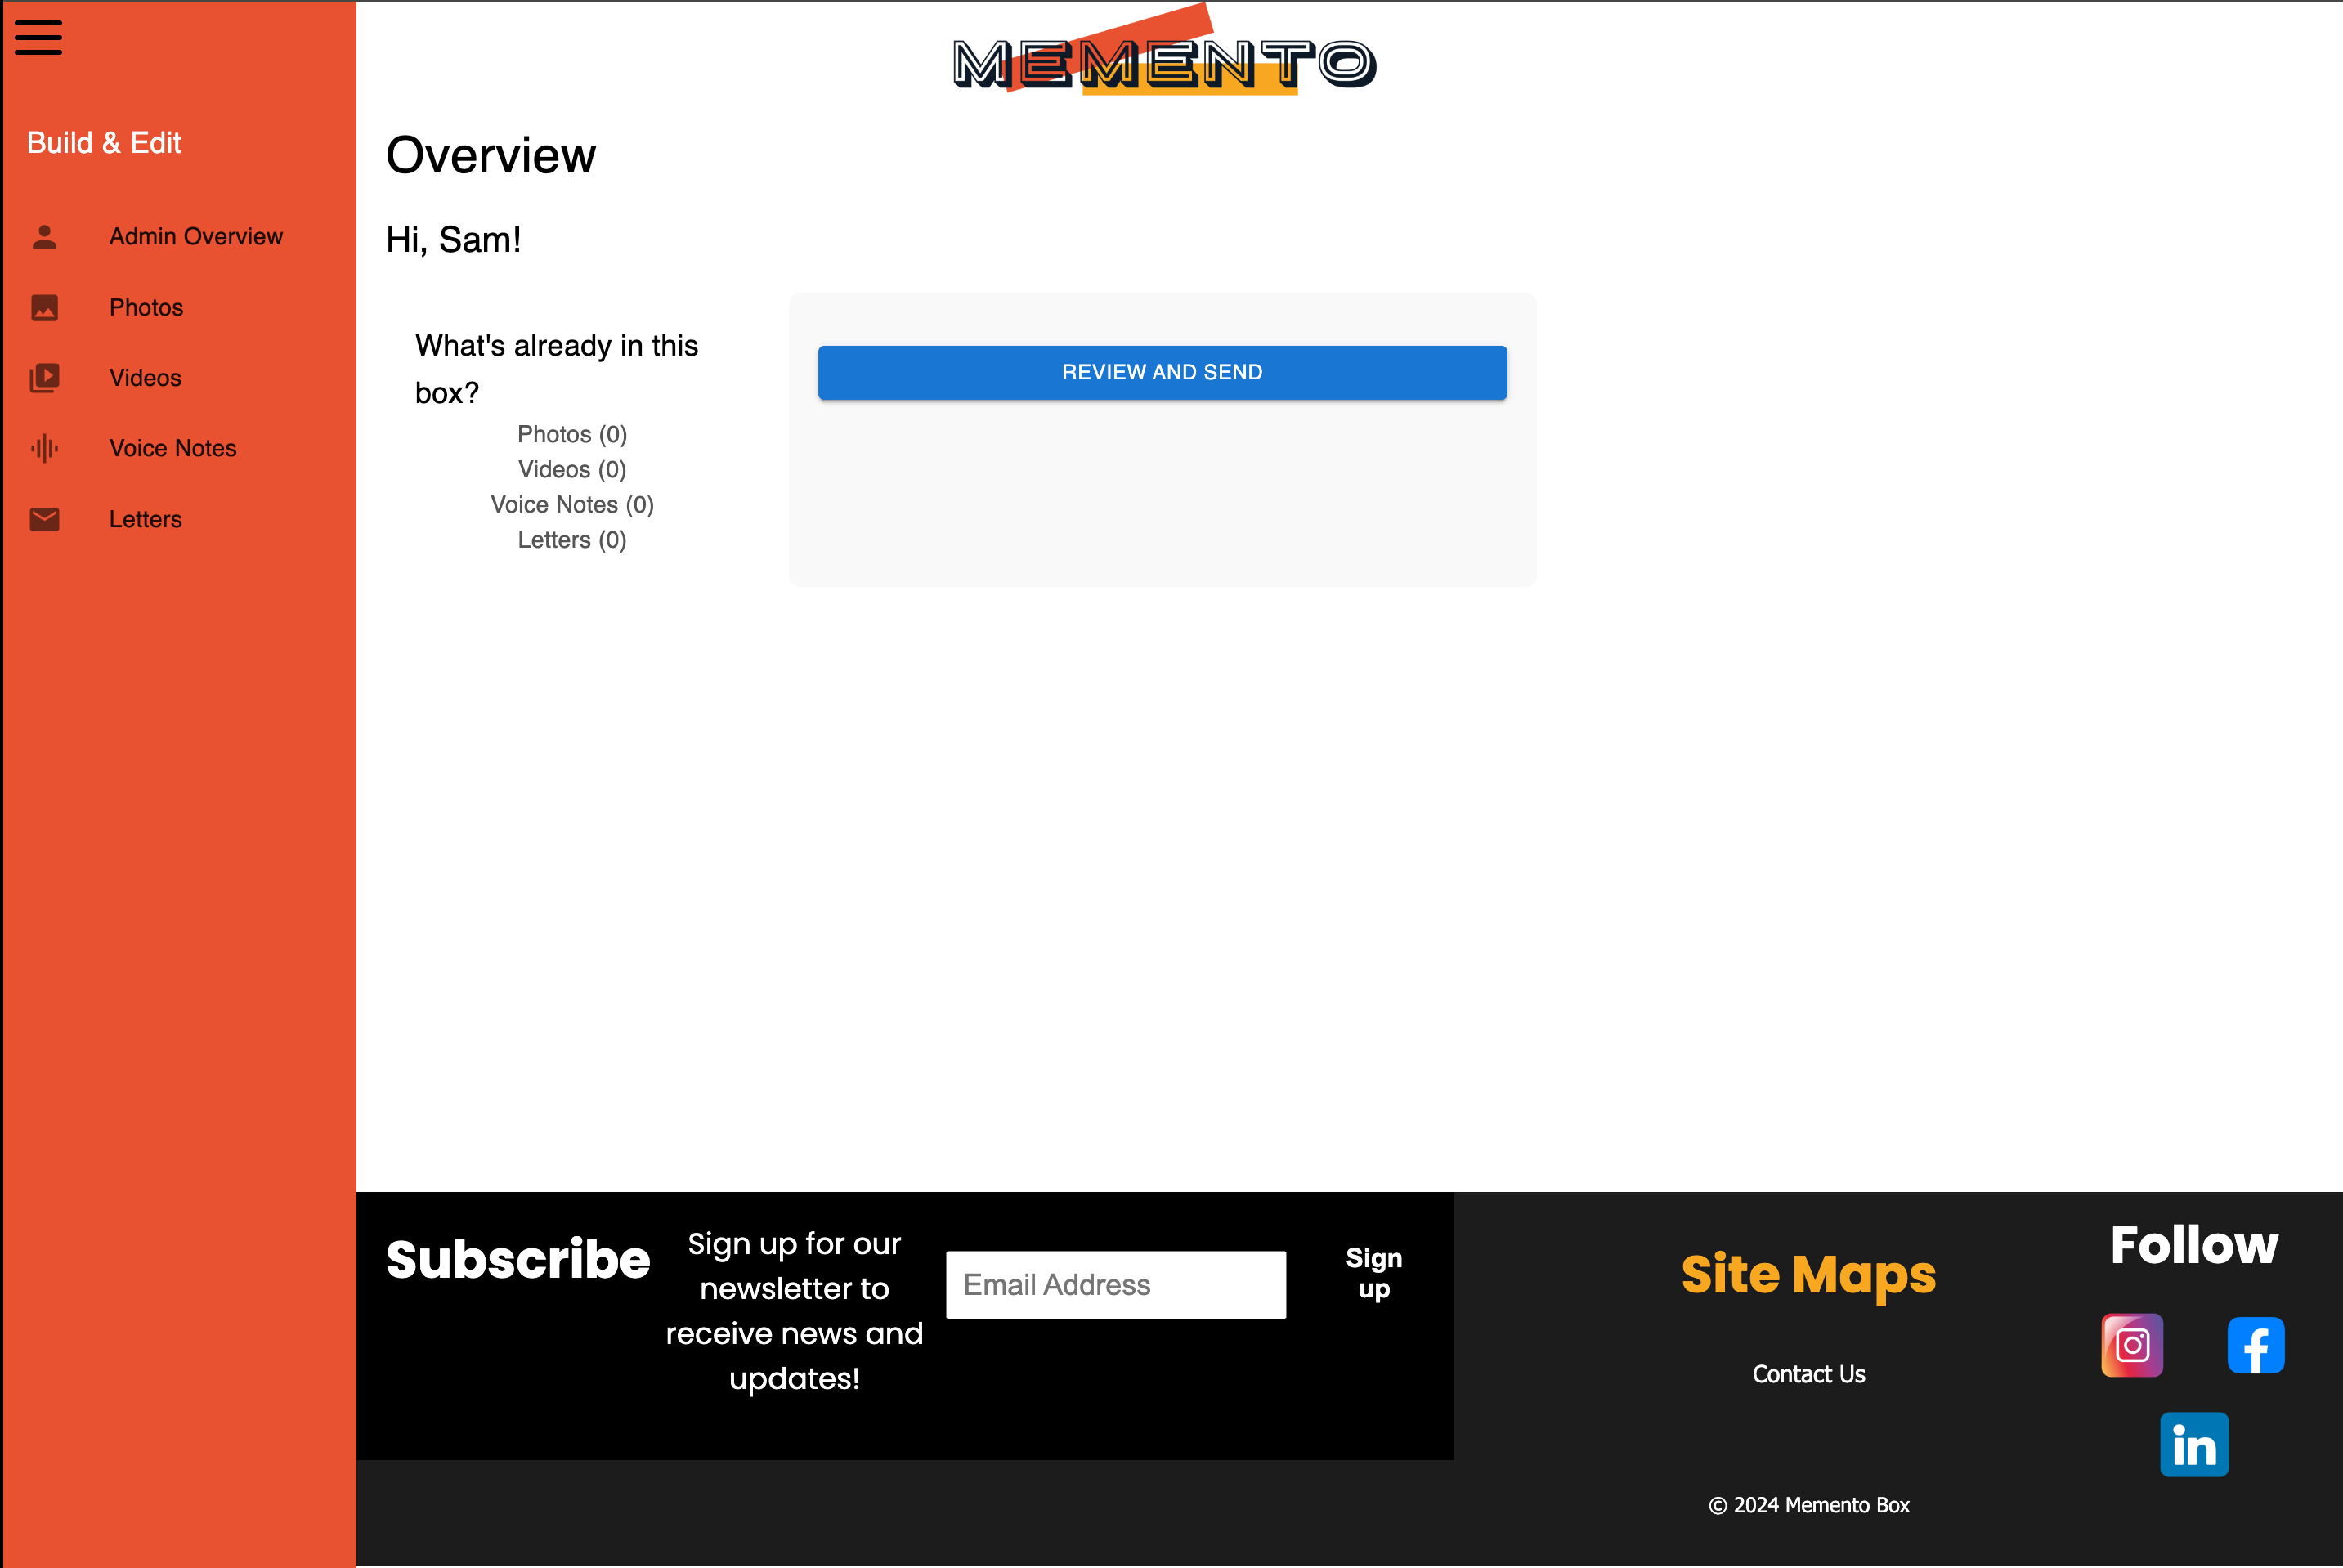 MEMENTO
Build & Edit
Admin Overview
Photos
Videos
Voice Notes
Letters
Overview
Hi, Sam!
What's already in this
box?
Photos (0)
Videos (0)
Voice Notes (0)
Letters (0)
REVIEW AND SEND
Subscribe
Sign up for our
newsletter to
receive news and
updates!
Email Address
Sign
up
Site Maps
Contact Us
© 2024 Memento Box
Follow
in